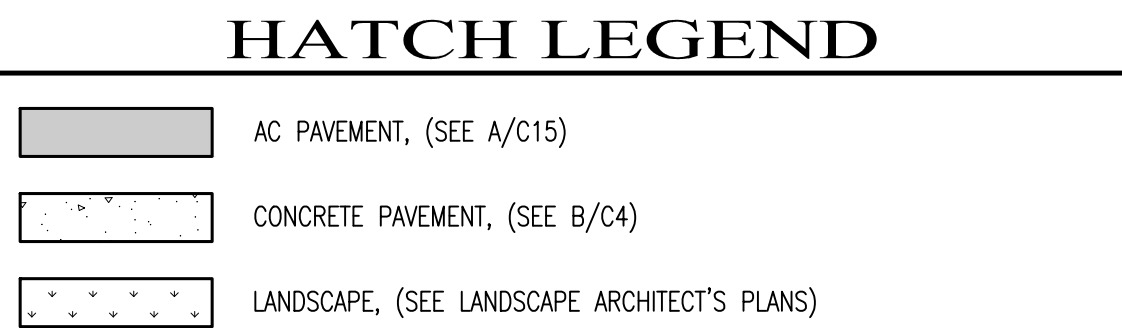 HATCH LEGEND
AC PAVEMENT, (SEE A/C15)
CONCRETE PAVEMENT, (SEE B/C4)
LANDSCAPE, (SEE LANDSCAPE ARCHITECT'S PLANS)